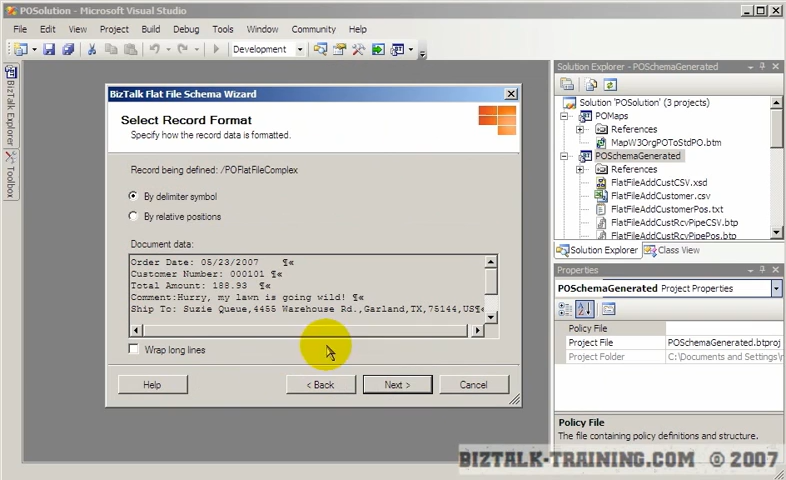 POSolution - Microsoft Visual Studio
File Edit View Project Build Debug Tools Window Community Help
Development
BizTalk Explorer
Toolbox
BizTalk Flat File Schema Wizard
Select Record Format
Specify how the record data is formatted.
Record being defined: /POFlatFileComplex
By delimiter symbol
By relative positions
Document data:
Order Date: 05/23/2007 ¶«
Customer Number: 000101 ¶«
Total Amount: 188.93 ¶«
Comment:Hurry, my lawn is going wild! ¶«
Ship To: Suzie Queue,4455 Warehouse Rd.,Garland,TX,75144,US¶«
Wrap long lines
Help < Back Next > Cancel
Solution Explorer - POSchemaGenerated
Solution 'POSolution' (3 projects)
POMaps
References
MapW3OrgPOToStdPO.btm
POSchemaGenerated
References
FlatFileAddCustCSV.xsd
FlatFileAddCustomer.csv
FlatFileAddCustomerPos.txt
FlatFileAddCustRcvPipeCSV.btp
FlatFileAddCustRcvPipePos.btp
Solution Explorer Class View
Properties
POSchemaGenerated Project Properties
Policy File
Project File POSchemaGenerated.btproj
Project Folder C:\Documents and Settings\r
Policy File
The file containing policy definitions and structure.
BIZTALK-TRAINING.COM © 2007